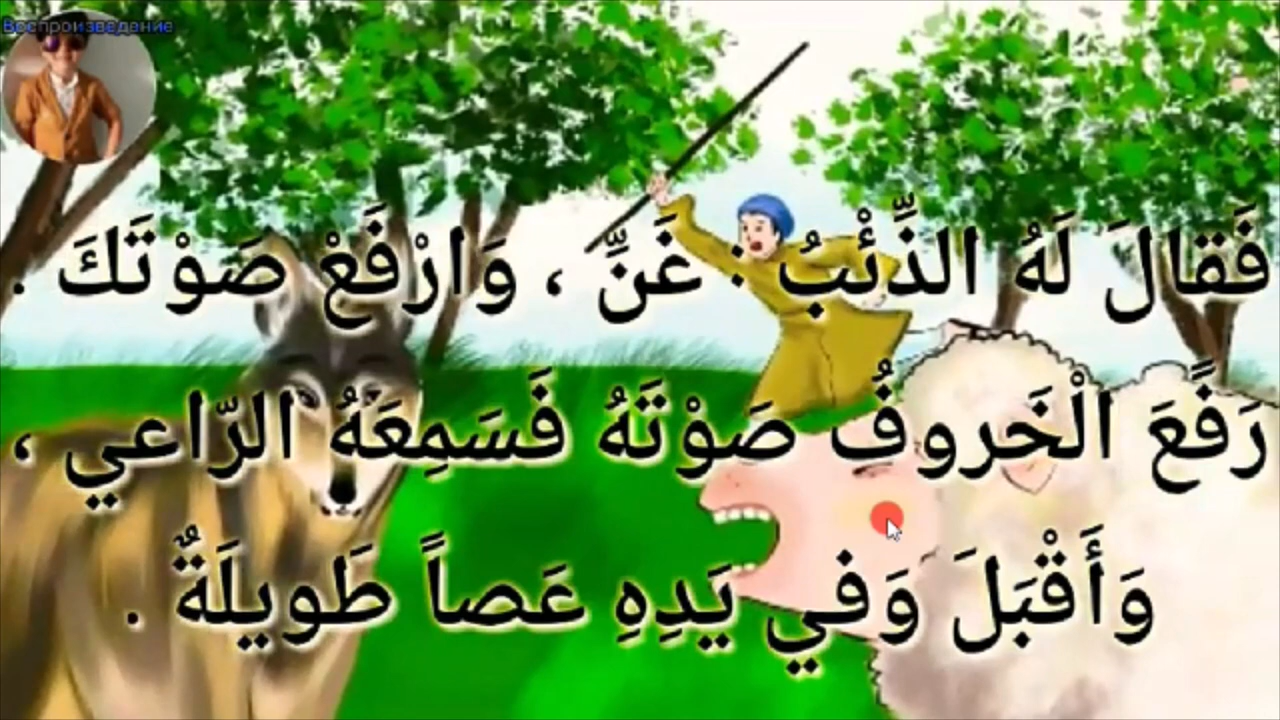 Воспроизведение
فَقالَ لَهُ الذِّئْبُ : غَنِّ ، وَارْفَعْ صَوْتَكَ .
رَفَعَ الْخَروفُ صَوْتَهُ فَسَمِعَهُ الرّاعي ،
وَأَقْبَلَ وَفي يَدِهِ عَصاً طَويلَةٌ .